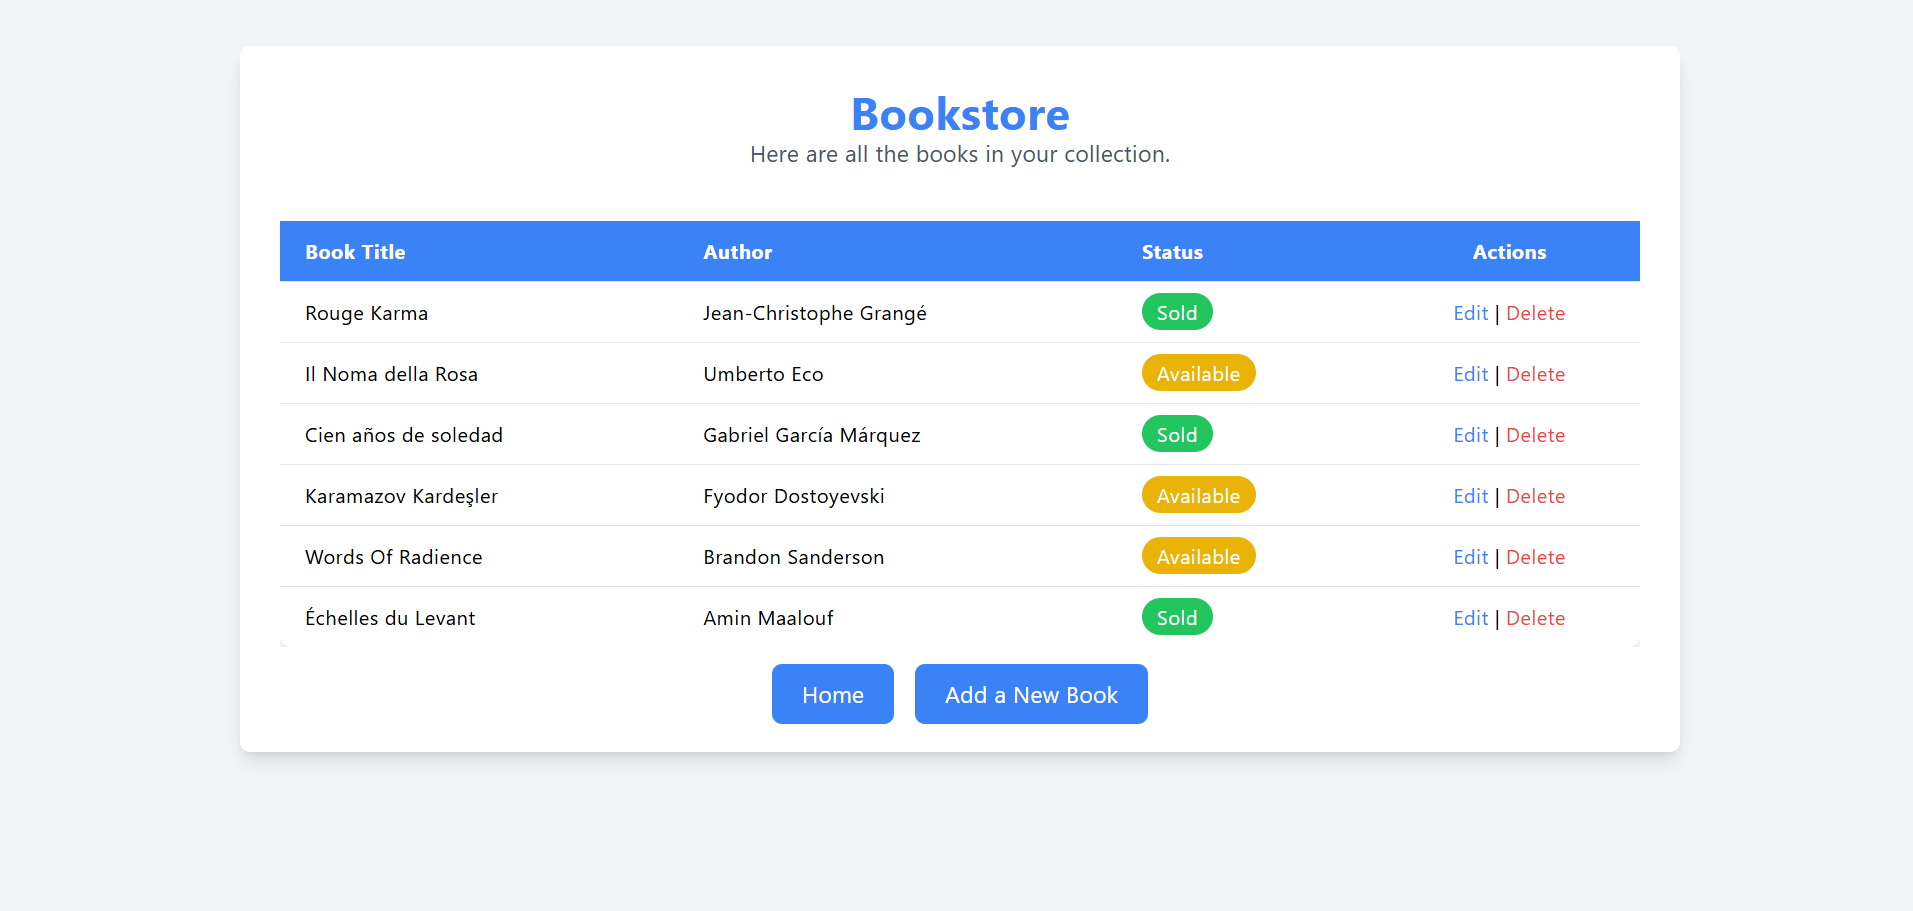 Bookstore
Here are all the books in your collection.
Book Title Author Status Actions
Rouge Karma Jean-Christophe Grangé Sold Edit | Delete
Il Noma della Rosa Umberto Eco Available Edit | Delete
Cien años de soledad Gabriel García Márquez Sold Edit | Delete
Karamazov Kardeşler Fyodor Dostoyevski Available Edit | Delete
Words Of Radience Brandon Sanderson Available Edit | Delete
Échelles du Levant Amin Maalouf Sold Edit | Delete
Home Add a New Book